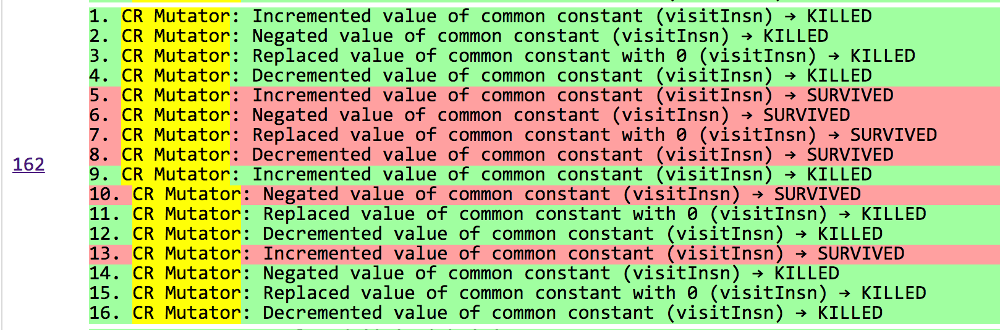 1. CR Mutator: Incremented value of common constant (visitInsn) → KILLED
2. CR Mutator: Negated value of common constant (visitInsn) → KILLED
3. CR Mutator: Replaced value of common constant with 0 (visitInsn) → KILLED
4. CR Mutator: Decremented value of common constant (visitInsn) → KILLED
5. CR Mutator: Incremented value of common constant (visitInsn) → SURVIVED
6. CR Mutator: Negated value of common constant (visitInsn) → SURVIVED
7. CR Mutator: Replaced value of common constant with 0 (visitInsn) → SURVIVED
8. CR Mutator: Decremented value of common constant (visitInsn) → SURVIVED
162
9. CR Mutator: Incremented value of common constant (visitInsn) → KILLED
10. CR Mutator: Negated value of common constant (visitInsn) → SURVIVED
11. CR Mutator: Replaced value of common constant with 0 (visitInsn) → KILLED
12. CR Mutator: Decremented value of common constant (visitInsn) → KILLED
13. CR Mutator: Incremented value of common constant (visitInsn) → SURVIVED
14. CR Mutator: Negated value of common constant (visitInsn) → KILLED
15. CR Mutator: Replaced value of common constant with 0 (visitInsn) → KILLED
16. CR Mutator: Decremented value of common constant (visitInsn) → KILLED